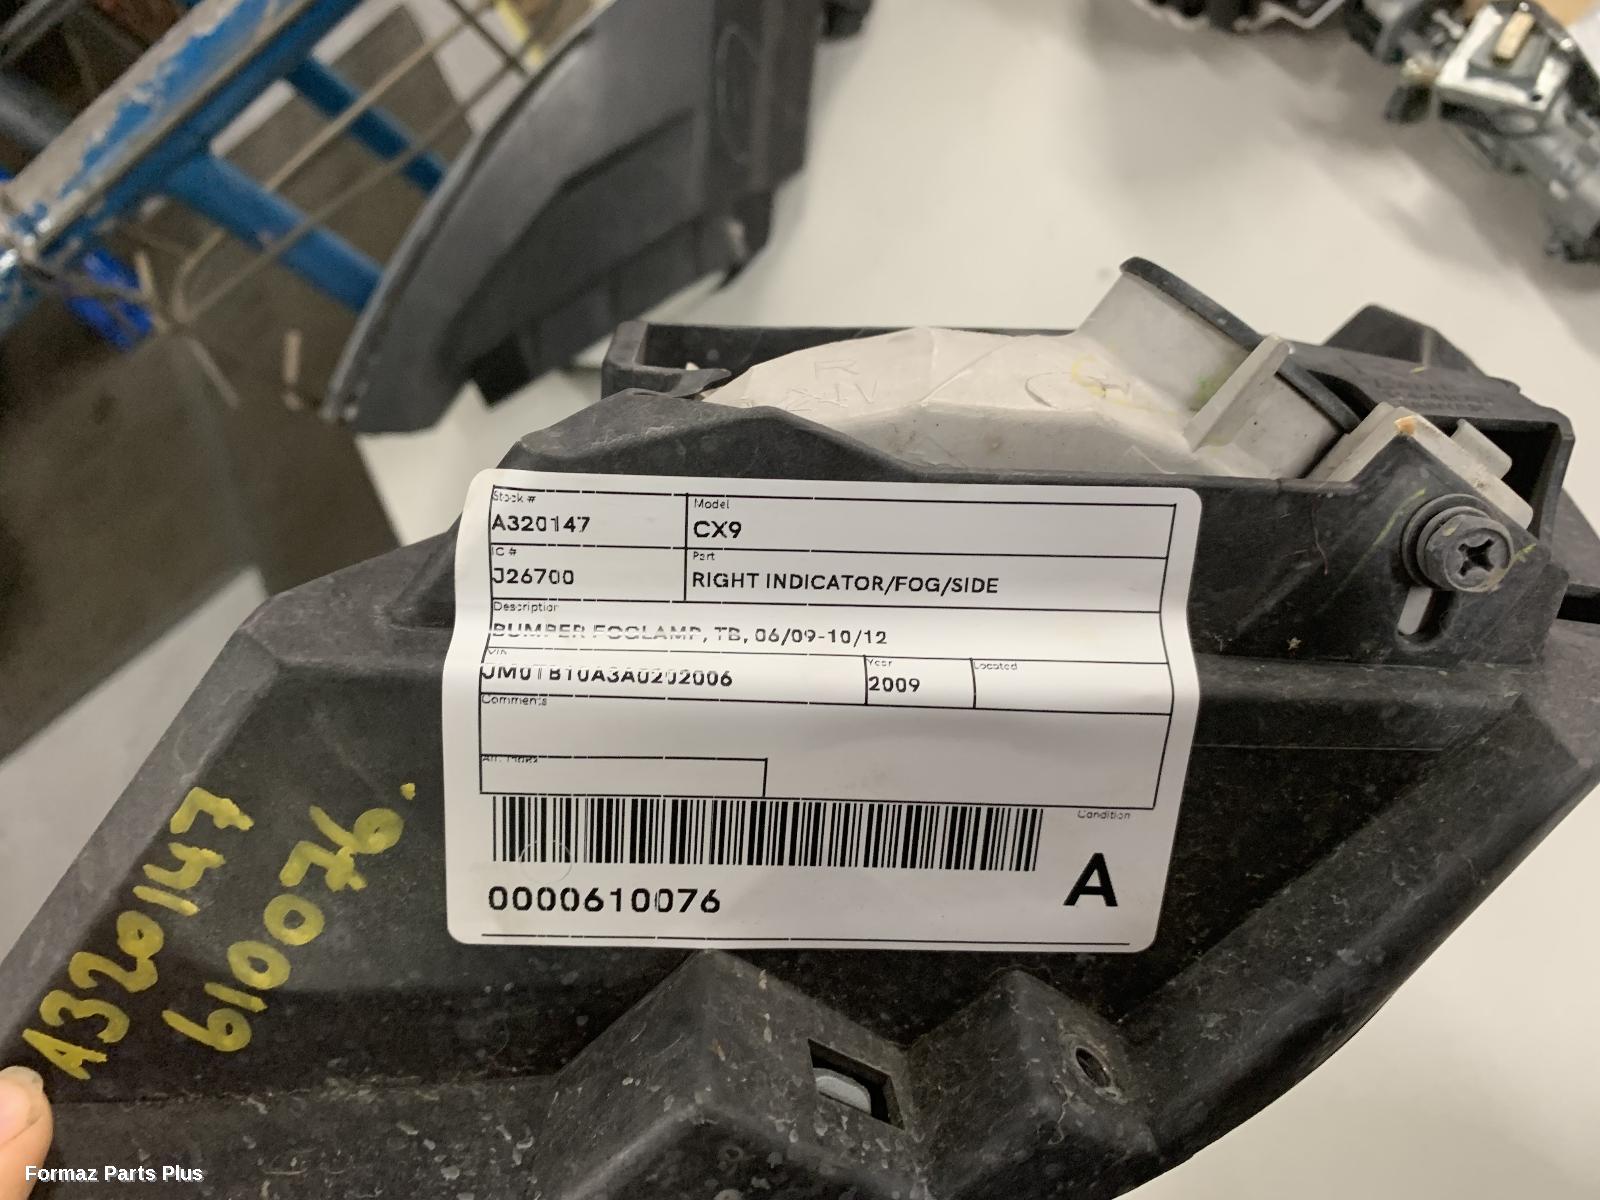 Stock #
Model
A320147
CX9
IC #
Part
J26700
RIGHT INDICATOR/FOG/SIDE
Description
BUMPER FOGLAMP, TB, 06/09-10/12
VIN
Year
Located
JM0TB10A3A0202006
2009
Comments
Condition
A
0000610076
A320147
610076.
R
Formaz Parts Plus